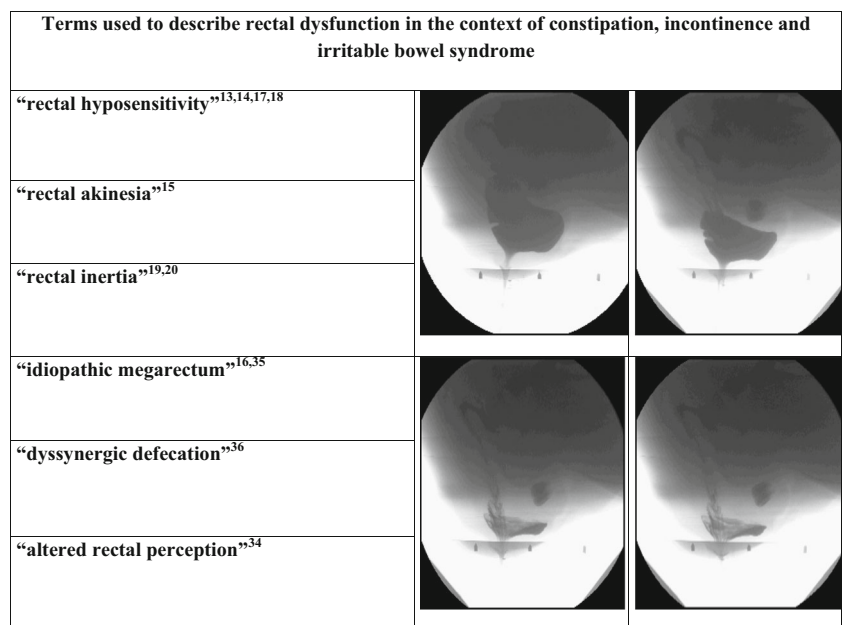 Terms used to describe rectal dysfunction in the context of constipation, incontinence and
irritable bowel syndrome
“rectal hyposensitivity”13,14,17,18
“rectal akinesia”15
“rectal inertia”19,20
“idiopathic megarectum”16,35
“dyssynergic defecation”36
“altered rectal perception”34